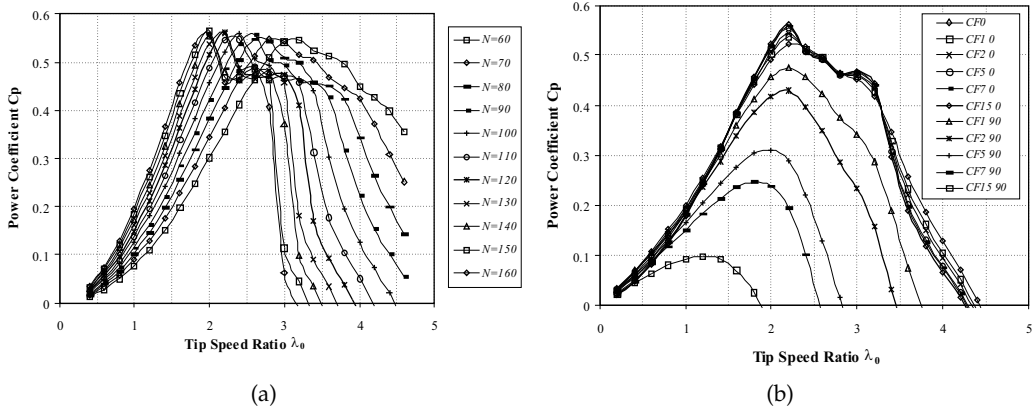 0.6
0.5
0.4
0.3
0.2
0.1
0
Power Coefficient Cp
0 1 2 3 4 5
Tip Speed Ratio λ0
N=60
N=70
N=80
N=90
N=100
N=110
N=120
N=130
N=140
N=150
N=160
(a)
0.6
0.5
0.4
0.3
0.2
0.1
0
Power Coefficient Cp
0 1 2 3 4 5
Tip Speed Ratio λ0
CF0
CF1 0
CF2 0
CF5 0
CF7 0
CF15 0
CF1 90
CF2 90
CF5 90
CF7 90
CF15 90
(b)